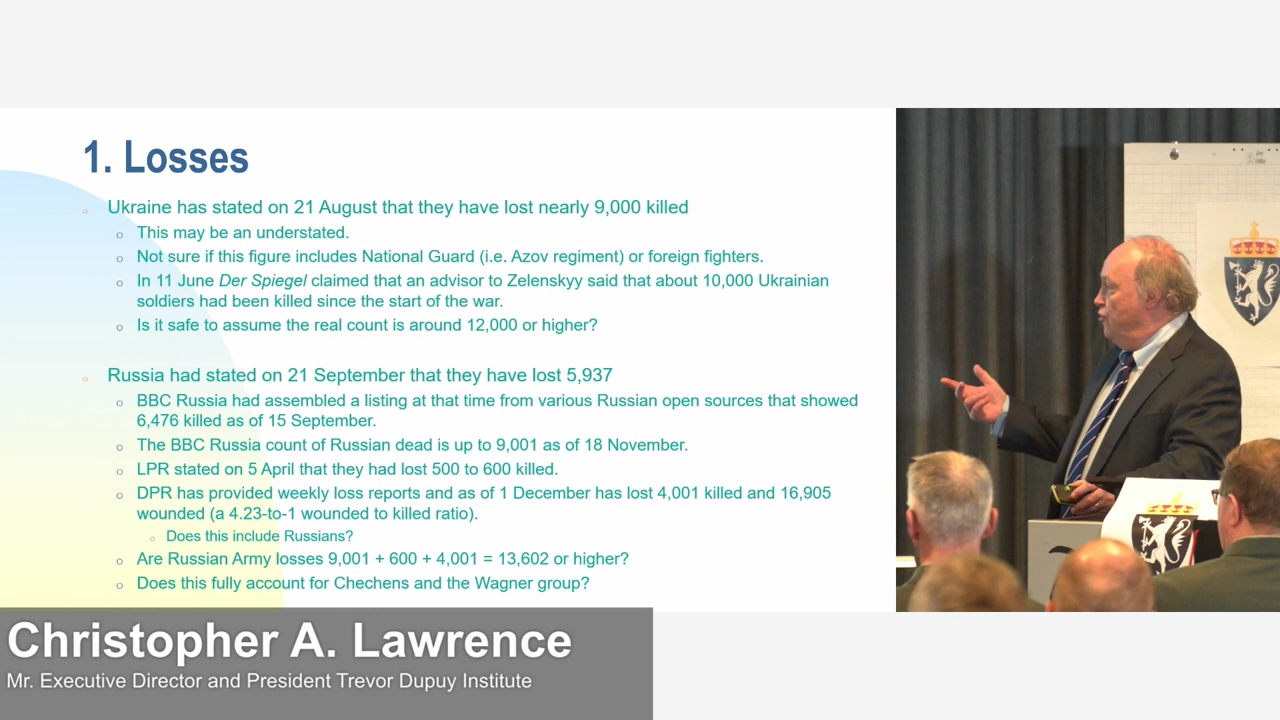 1. Losses
Ukraine has stated on 21 August that they have lost nearly 9,000 killed
This may be an understated.
Not sure if this figure includes National Guard (i.e. Azov regiment) or foreign fighters.
In 11 June Der Spiegel claimed that an advisor to Zelenskyy said that about 10,000 Ukrainian
soldiers had been killed since the start of the war.
Is it safe to assume the real count is around 12,000 or higher?
Russia had stated on 21 September that they have lost 5,937
BBC Russia had assembled a listing at that time from various Russian open sources that showed
6,476 killed as of 15 September.
The BBC Russia count of Russian dead is up to 9,001 as of 18 November.
LPR stated on 5 April that they had lost 500 to 600 killed.
DPR has provided weekly loss reports and as of 1 December has lost 4,001 killed and 16,905
wounded (a 4.23-to-1 wounded to killed ratio).
Does this include Russians?
Are Russian Army losses 9,001 + 600 + 4,001 = 13,602 or higher?
Does this fully account for Chechens and the Wagner group?
Christopher A. Lawrence
Mr. Executive Director and President Trevor Dupuy Institute